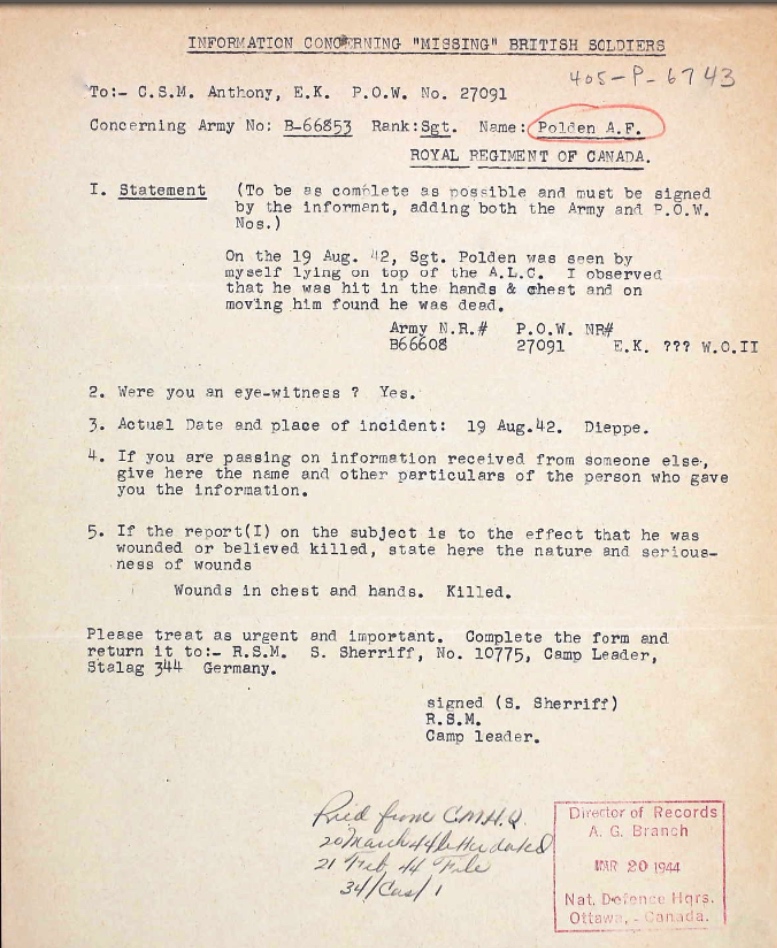 INFORMATION CONCERNING "MISSING" BRITISH SOLDIERS
405-P-6743
To:- C.S.M. Anthony, E.K. P.O.W. No. 27091
Concerning Army No: B-66853 Rank: Sgt. Name: Polden A.F.
ROYAL REGIMENT OF CANADA.
I. Statement (To be as complete as possible and must be signed
by the informent, adding both the Army and P.O.W.
Nos.)
On the 19 Aug. 42, Sgt. Polden was seen by
myself lying on top of the A.L.C. I observed
that he was hit in the hands & chest and on
moving him found he was dead.
Army N.R.# P.O.W. NR#
B66608 27091 E.K. ??? W.O.II
2. Were you an eye-witness ? Yes.
3. Actual Date and place of incident: 19 Aug.42. Dieppe.
4. If you are passing on information received from someone else,
give here the name and other particulars of the person who gave
you the information.
5. If the report(I) on the subject is to the effect that he was
wounded or believed killed, state here the nature and serious-
ness of wounds
Wounds in chest and hands. Killed.
Please treat as urgent and important. Complete the form and
return it to:- R.S.M. S. Sherriff, No. 10775, Camp Leader,
Stalag 344 Germany.
signed (S. Sherriff)
R.S.M.
Camp leader.
from C.M.H.Q.
20 March 44 letter dated
21 Feb 44 File
34/Cas/1
Director of Records
A. G. Branch
MAR 20 1944
Nat. Defence Hqrs.
Ottawa, - Canada.